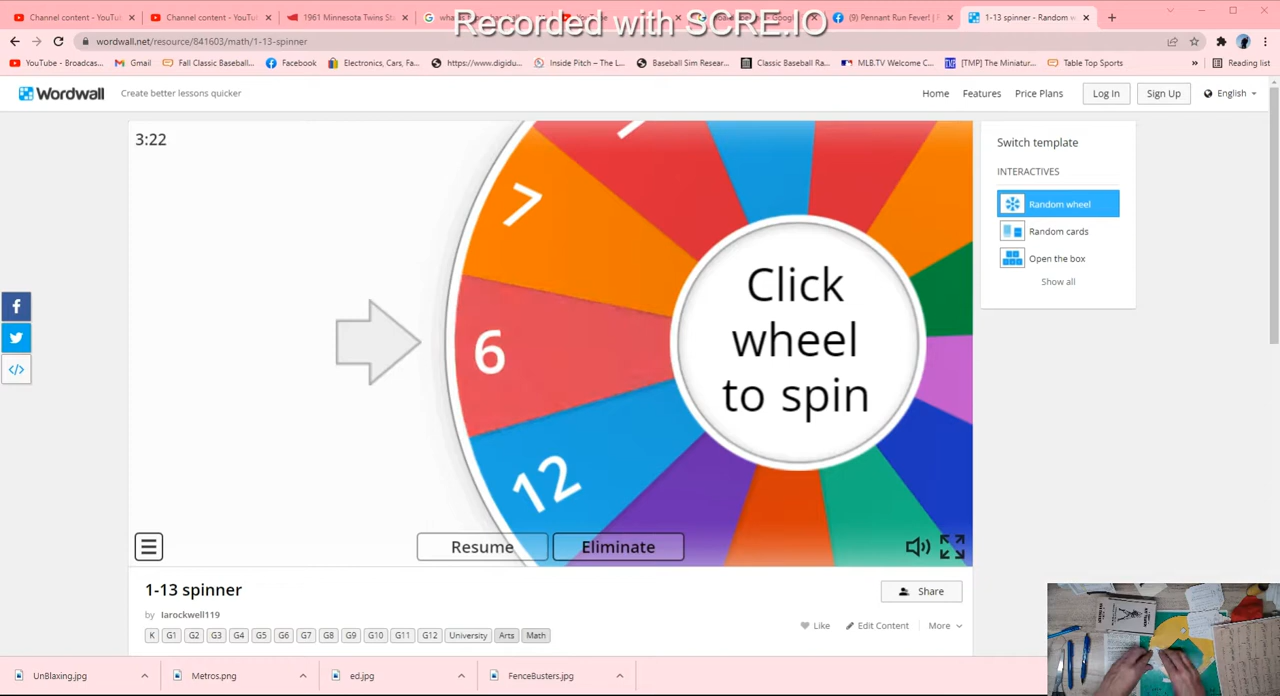 Channel content - YouT
Channel content - YouT
1961 Minnesota Twins St
(9) Pennant Run Fever! |
1-13 spinner - Random w
Recorded with SCRE.IO
wordwall.net/resource/841603/math/1-13-spinner
YouTube - Broadcas...
Gmail
Fall Classic Baseball...
Facebook
Electronics, Cars, Fa...
https://www.digidu...
Inside Pitch – The L...
Baseball Sim Resear...
Classic Baseball Ra...
MLB.TV Welcome C...
[TMP] The Miniatur...
Table Top Sports
»
Reading list
Wordwall
Create better lessons quicker
Home
Features
Price Plans
Log In
Sign Up
English
3:22
7
7
6
12
Click
wheel
to spin
Switch template
INTERACTIVES
Random wheel
Random cards
Open the box
Show all
Resume
Eliminate
1-13 spinner
Share
by larockwell119
Like
Edit Content
More
K G1 G2 G3 G4 G5 G6 G7 G8 G9 G10 G11 G12 University Arts Math
UnBlaxing.jpg
Metros.png
ed.jpg
FenceBusters.jpg